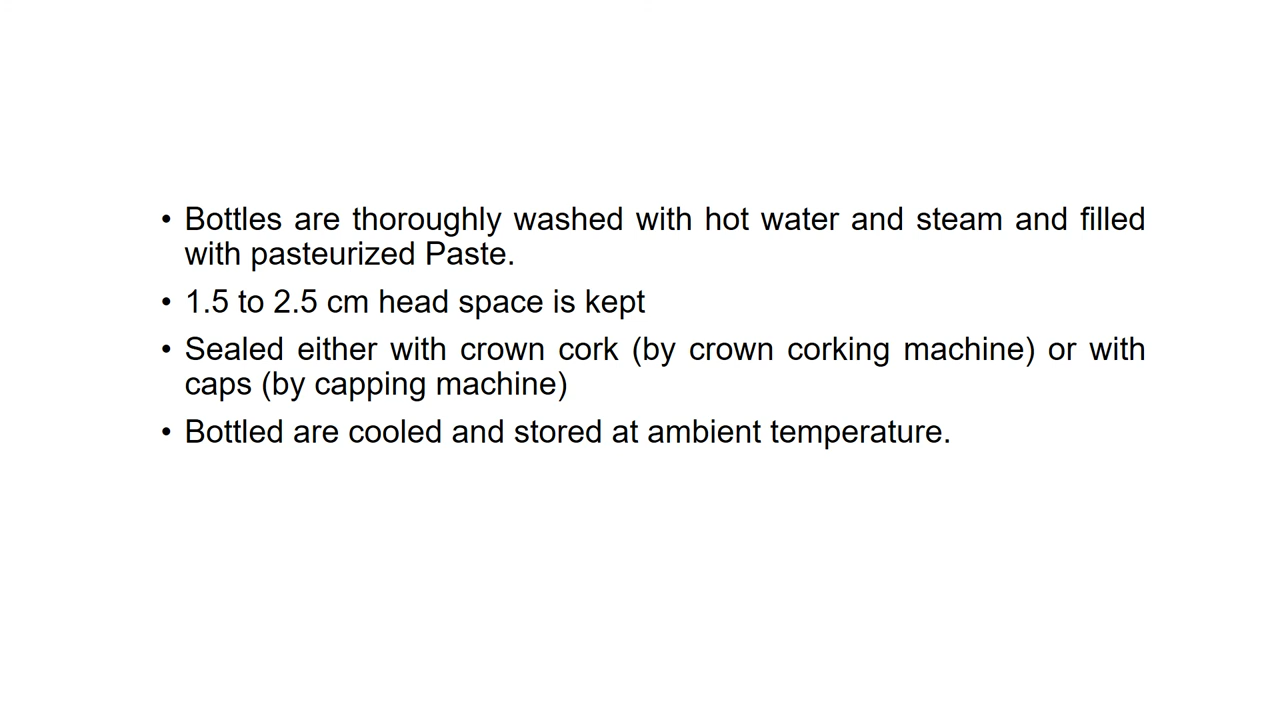 • Bottles are thoroughly washed with hot water and steam and filled
with pasteurized Paste.
• 1.5 to 2.5 cm head space is kept
• Sealed either with crown cork (by crown corking machine) or with
caps (by capping machine)
• Bottled are cooled and stored at ambient temperature.